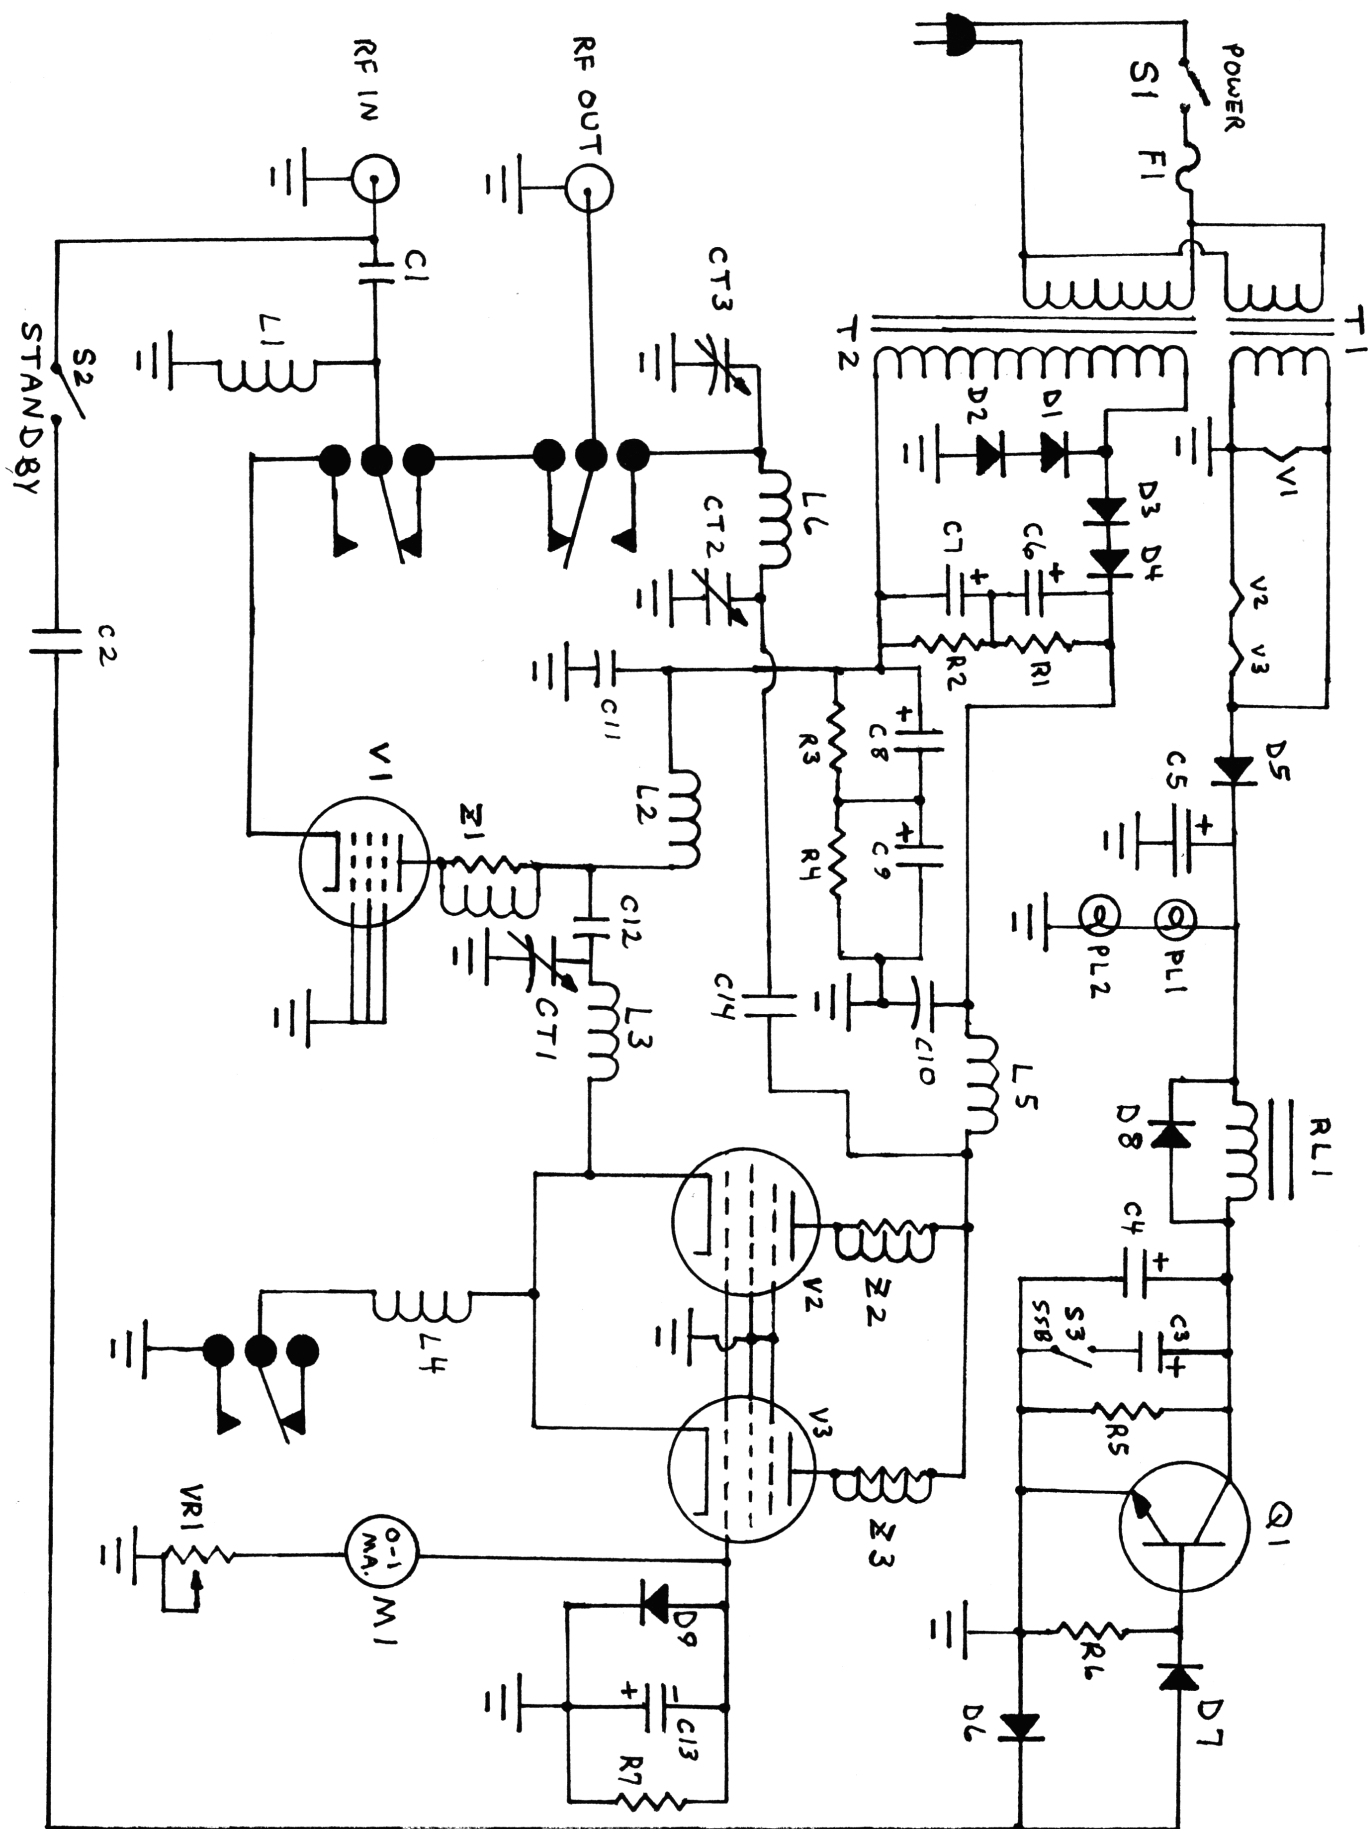 POWER
S1
F1
T1
T2
V1
V2
V3
D1
D2
D3
D4
C6
C7
R1
R2
D5
C5
PL1
PL2
RL1
D8
C4
C3
S3
SSB
R5
Q1
R6
D7
D6
RF OUT
RF IN
C1
L1
S2
STANDBY
C2
CT3
L6
CT2
C11
R3
C8
R4
C9
C10
L5
C14
L2
V1
Z1
C12
CT1
L3
V2
Z2
V3
Z3
L4
VR1
0-1
MA.
M1
D9
C13
R7
+
+
+
+
+
+
+
+
-